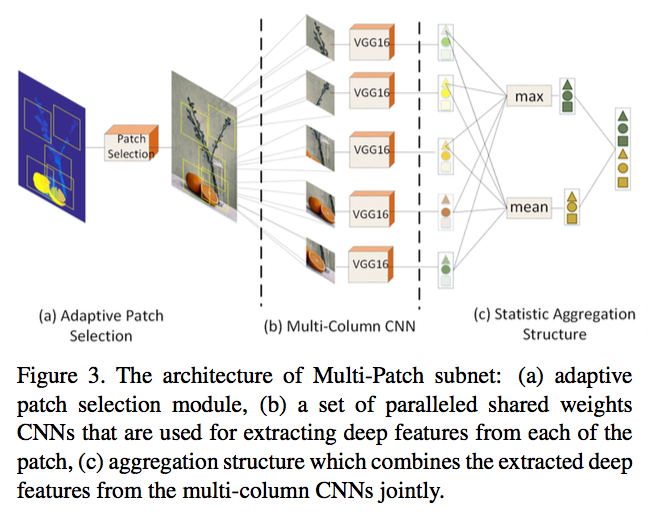 Patch
Selection
VGG16
VGG16
VGG16
VGG16
VGG16
max
mean
(a) Adaptive Patch
Selection
(b) Multi-Column CNN
(c) Statistic Aggregation
Structure
Figure 3. The architecture of Multi-Patch subnet: (a) adaptive
patch selection module, (b) a set of paralleled shared weights
CNNs that are used for extracting deep features from each of the
patch, (c) aggregation structure which combines the extracted deep
features from the multi-column CNNs jointly.